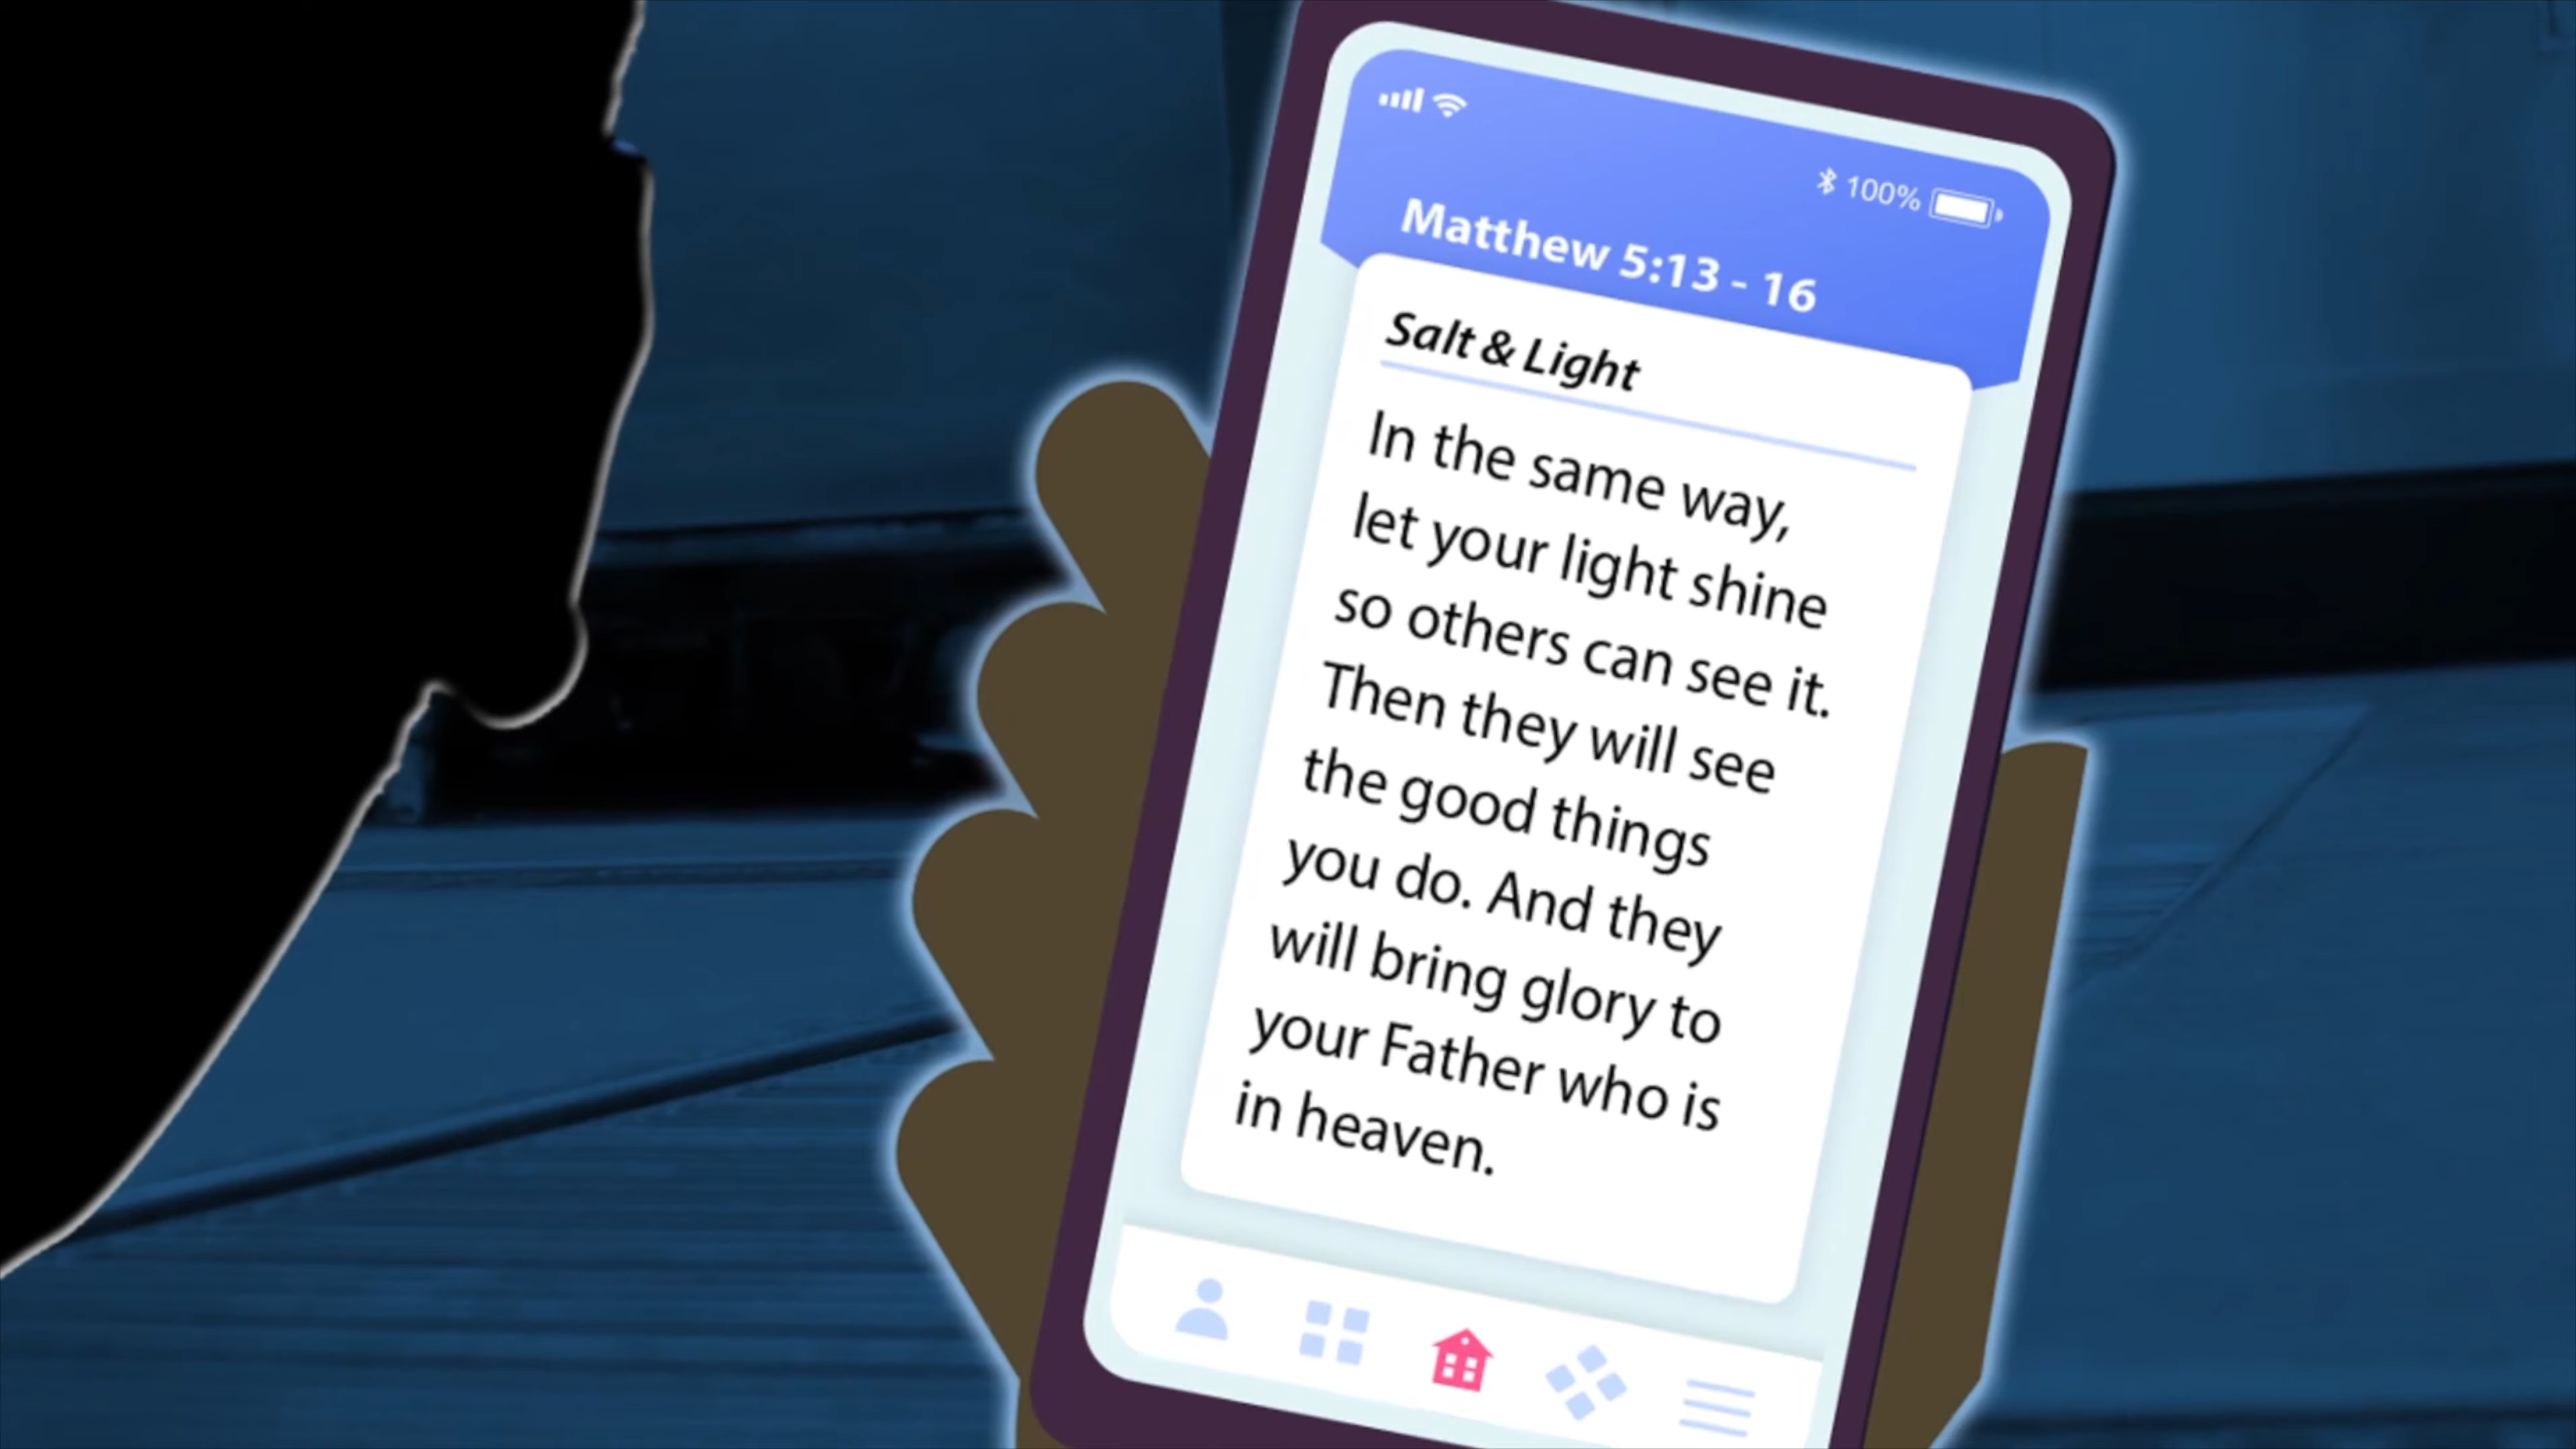 100%
Matthew 5:13 - 16
Salt & Light
In the same way,
let your light shine
so others can see it.
Then they will see
the good things
you do. And they
will bring glory to
your Father who is
in heaven.